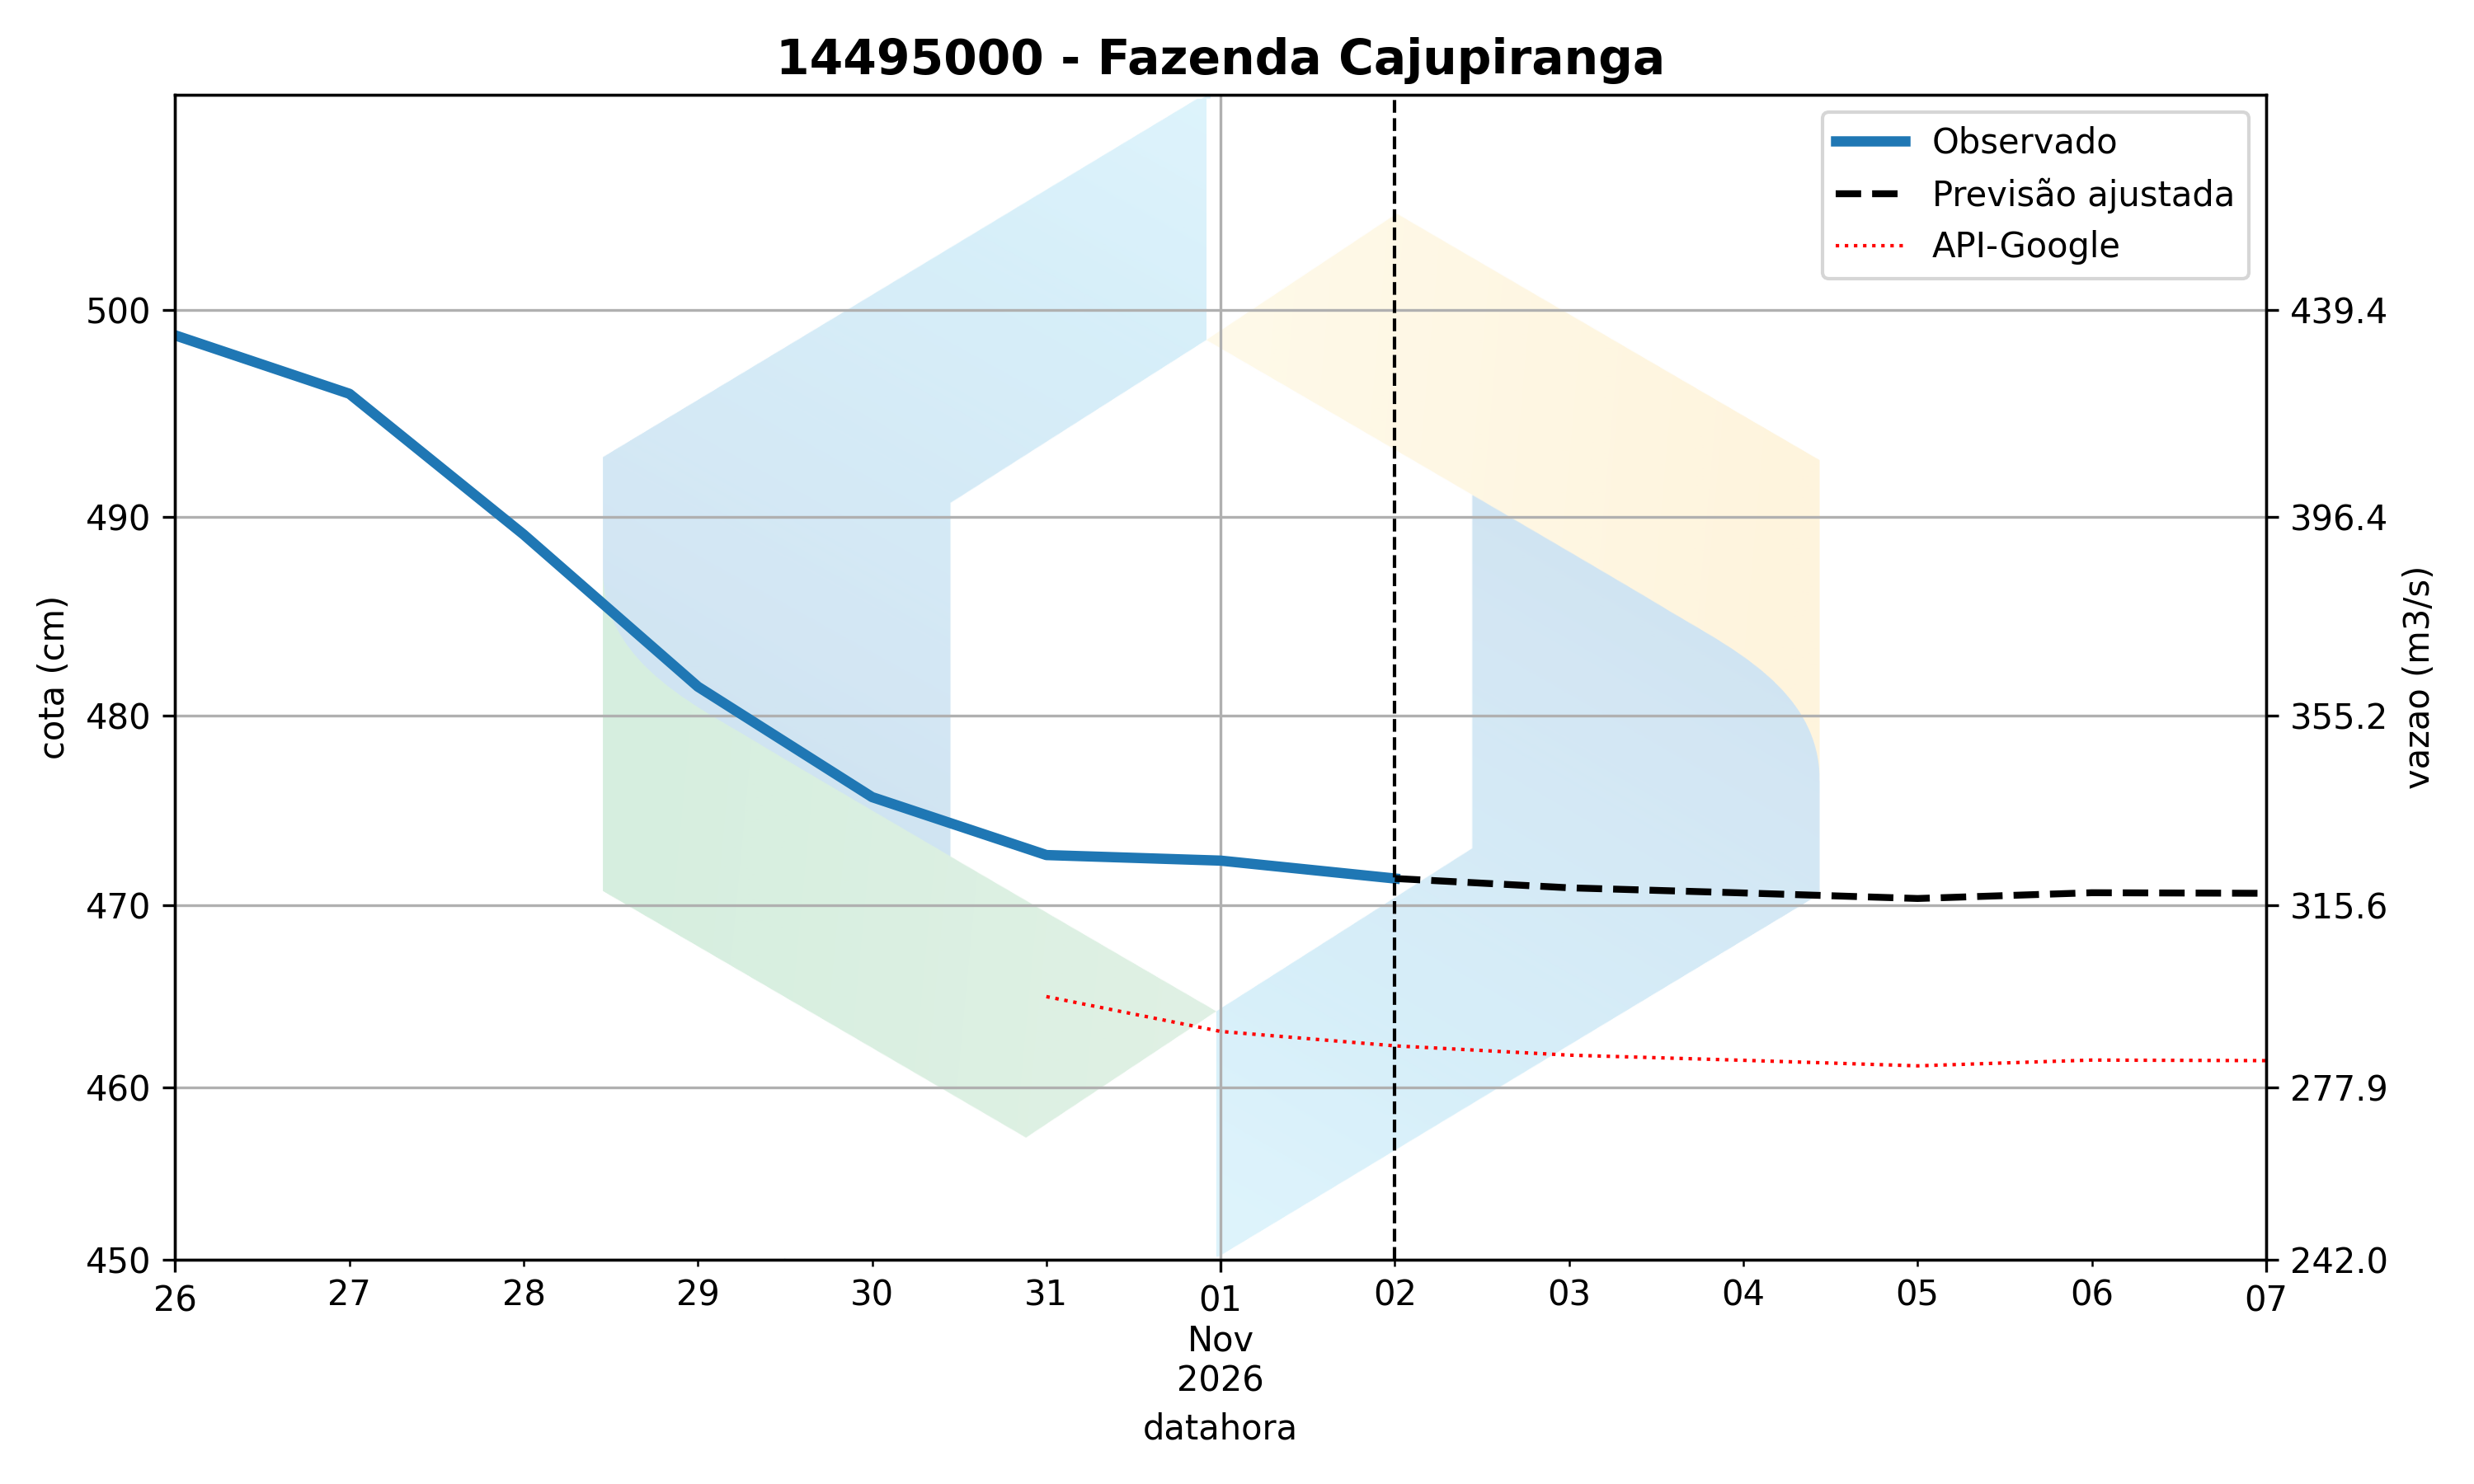 14495000 - Fazenda Cajupiranga
Observado
Previsão ajustada
API-Google
500
490
480
470
460
450
cota (cm)
439.4
396.4
355.2
315.6
277.9
242.0
vazao (m3/s)
26 27 28 29 30 31 01 02 03 04 05 06 07
Nov
2026
datahora